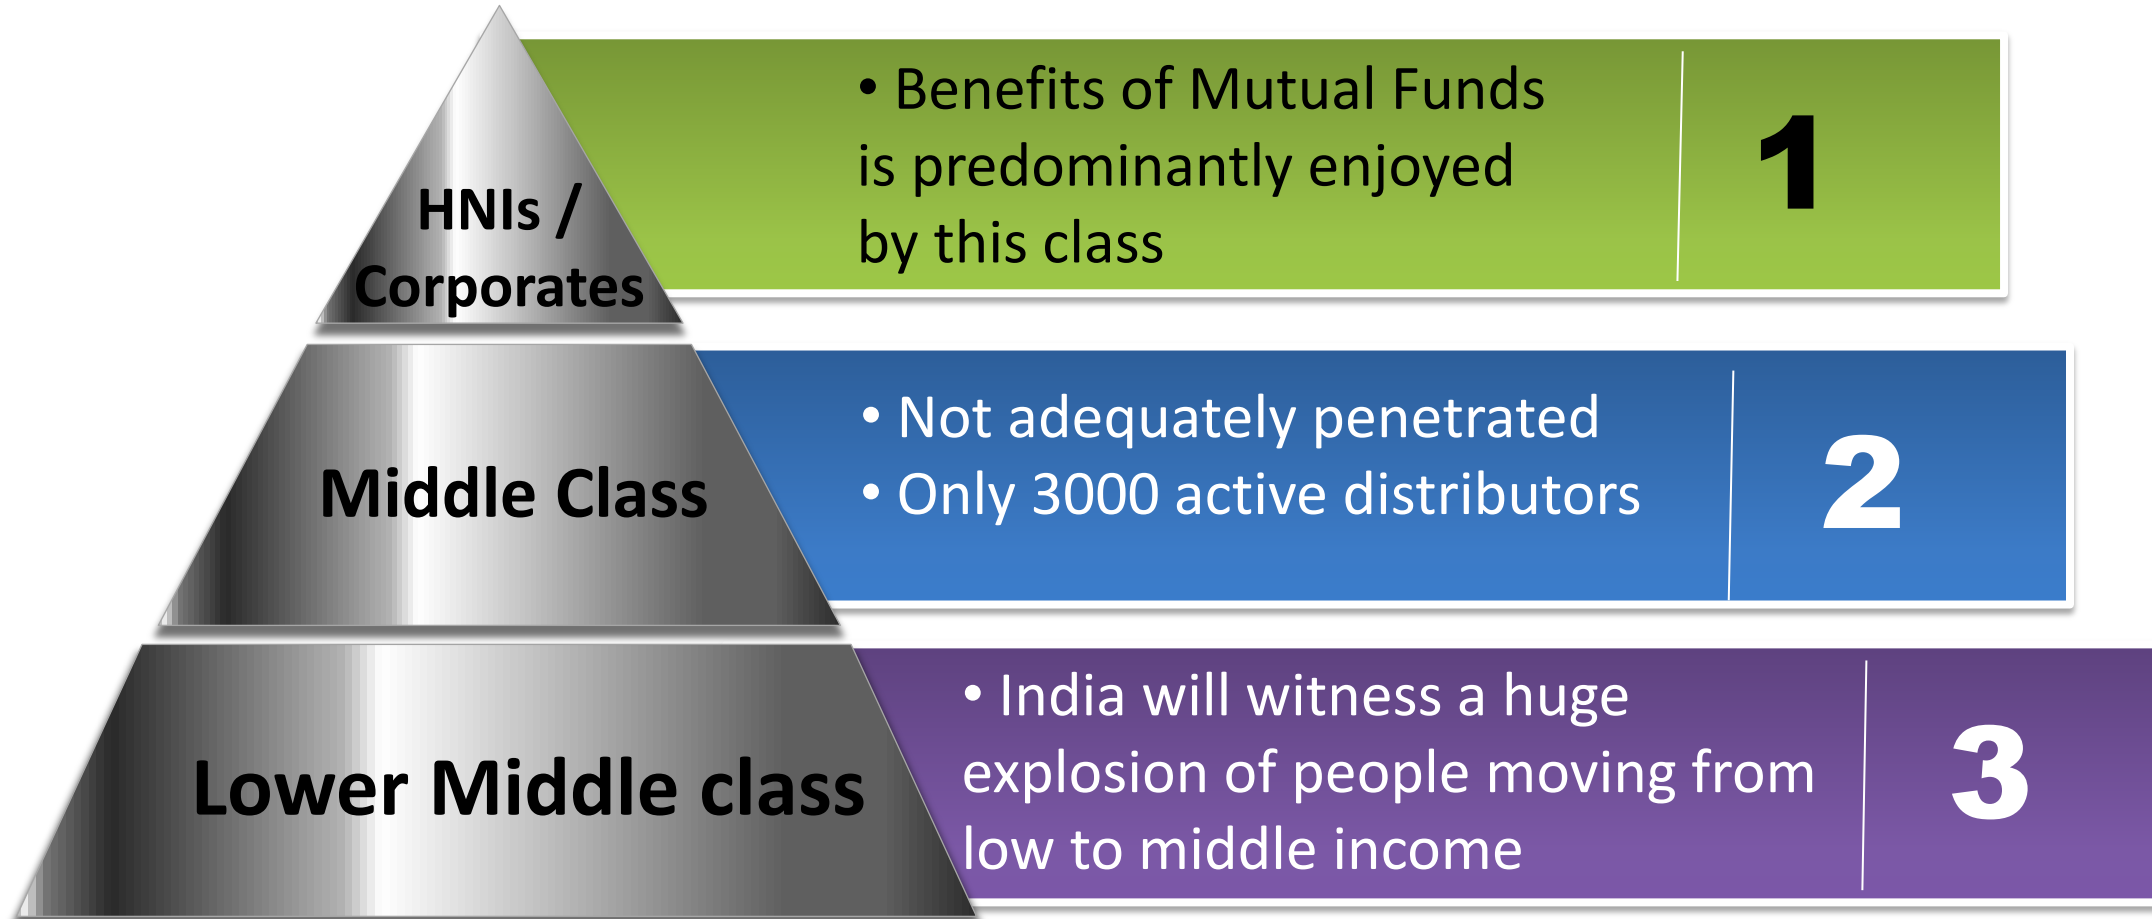 HNIs /
Corporates
• Benefits of Mutual Funds
is predominantly enjoyed
by this class
1
Middle Class
• Not adequately penetrated
• Only 3000 active distributors
2
Lower Middle class
• India will witness a huge
explosion of people moving from
low to middle income
3